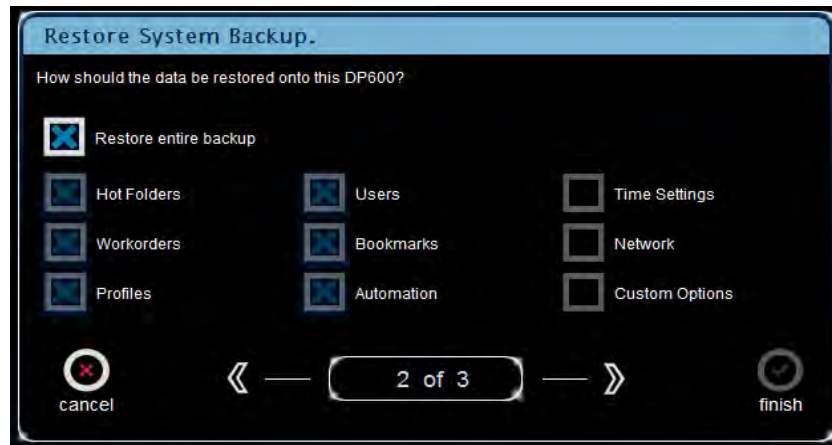 Restore System Backup.
How should the data be restored onto this DP600?
Restore entire backup
Hot Folders Users Time Settings
Workorders Bookmarks Network
Profiles Automation Custom Options
2 of 3
cancel finish